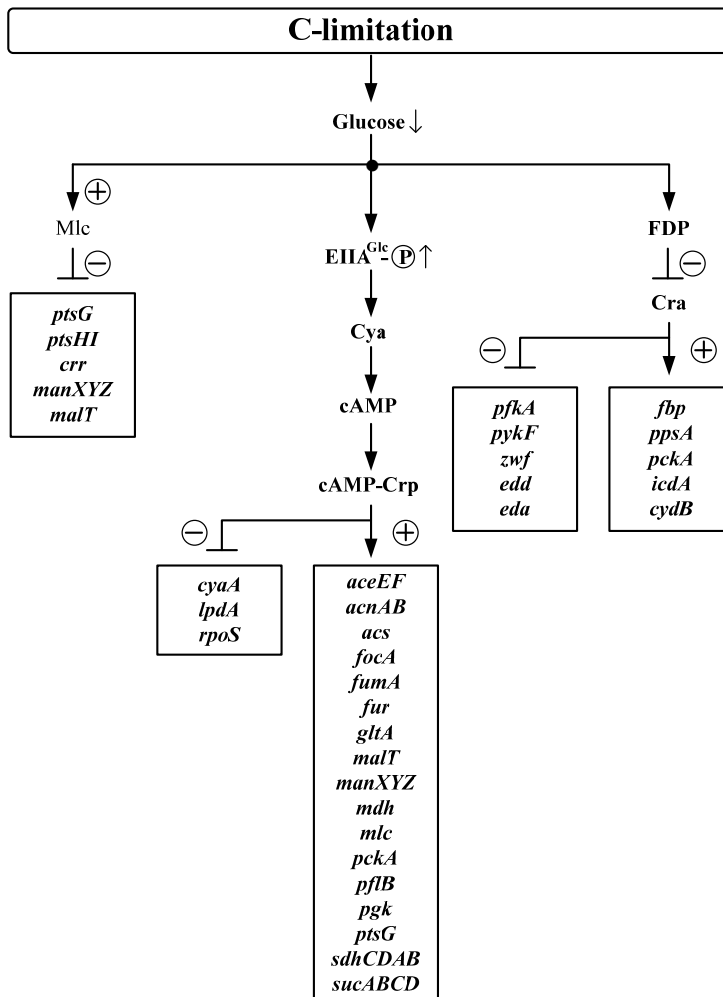 C-limitation
Glucose ↓
+
Mlc
−
ptsG
ptsHI
crr
manXYZ
malT
EIIA^Glc-P ↑
Cya
cAMP
cAMP-Crp
−
+
cyaA
lpdA
rpoS
aceEF
acnAB
acs
focA
fumA
fur
gltA
malT
manXYZ
mdh
mlc
pckA
pflB
pgk
ptsG
sdhCDAB
sucABCD
FDP
−
Cra
−
+
pfkA
pykF
zwf
edd
eda
fbp
ppsA
pckA
icdA
cydB